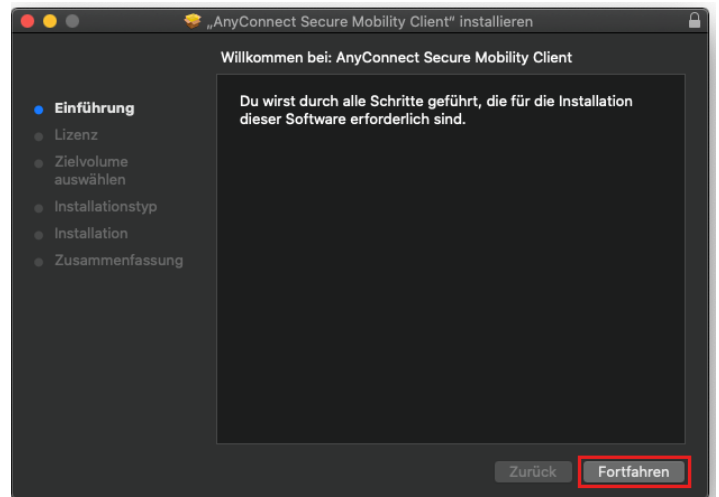 „AnyConnect Secure Mobility Client“ installieren
Willkommen bei: AnyConnect Secure Mobility Client
Einführung
Lizenz
Zielvolume
auswählen
Installationstyp
Installation
Zusammenfassung
Du wirst durch alle Schritte geführt, die für die Installation
dieser Software erforderlich sind.
Zurück
Fortfahren